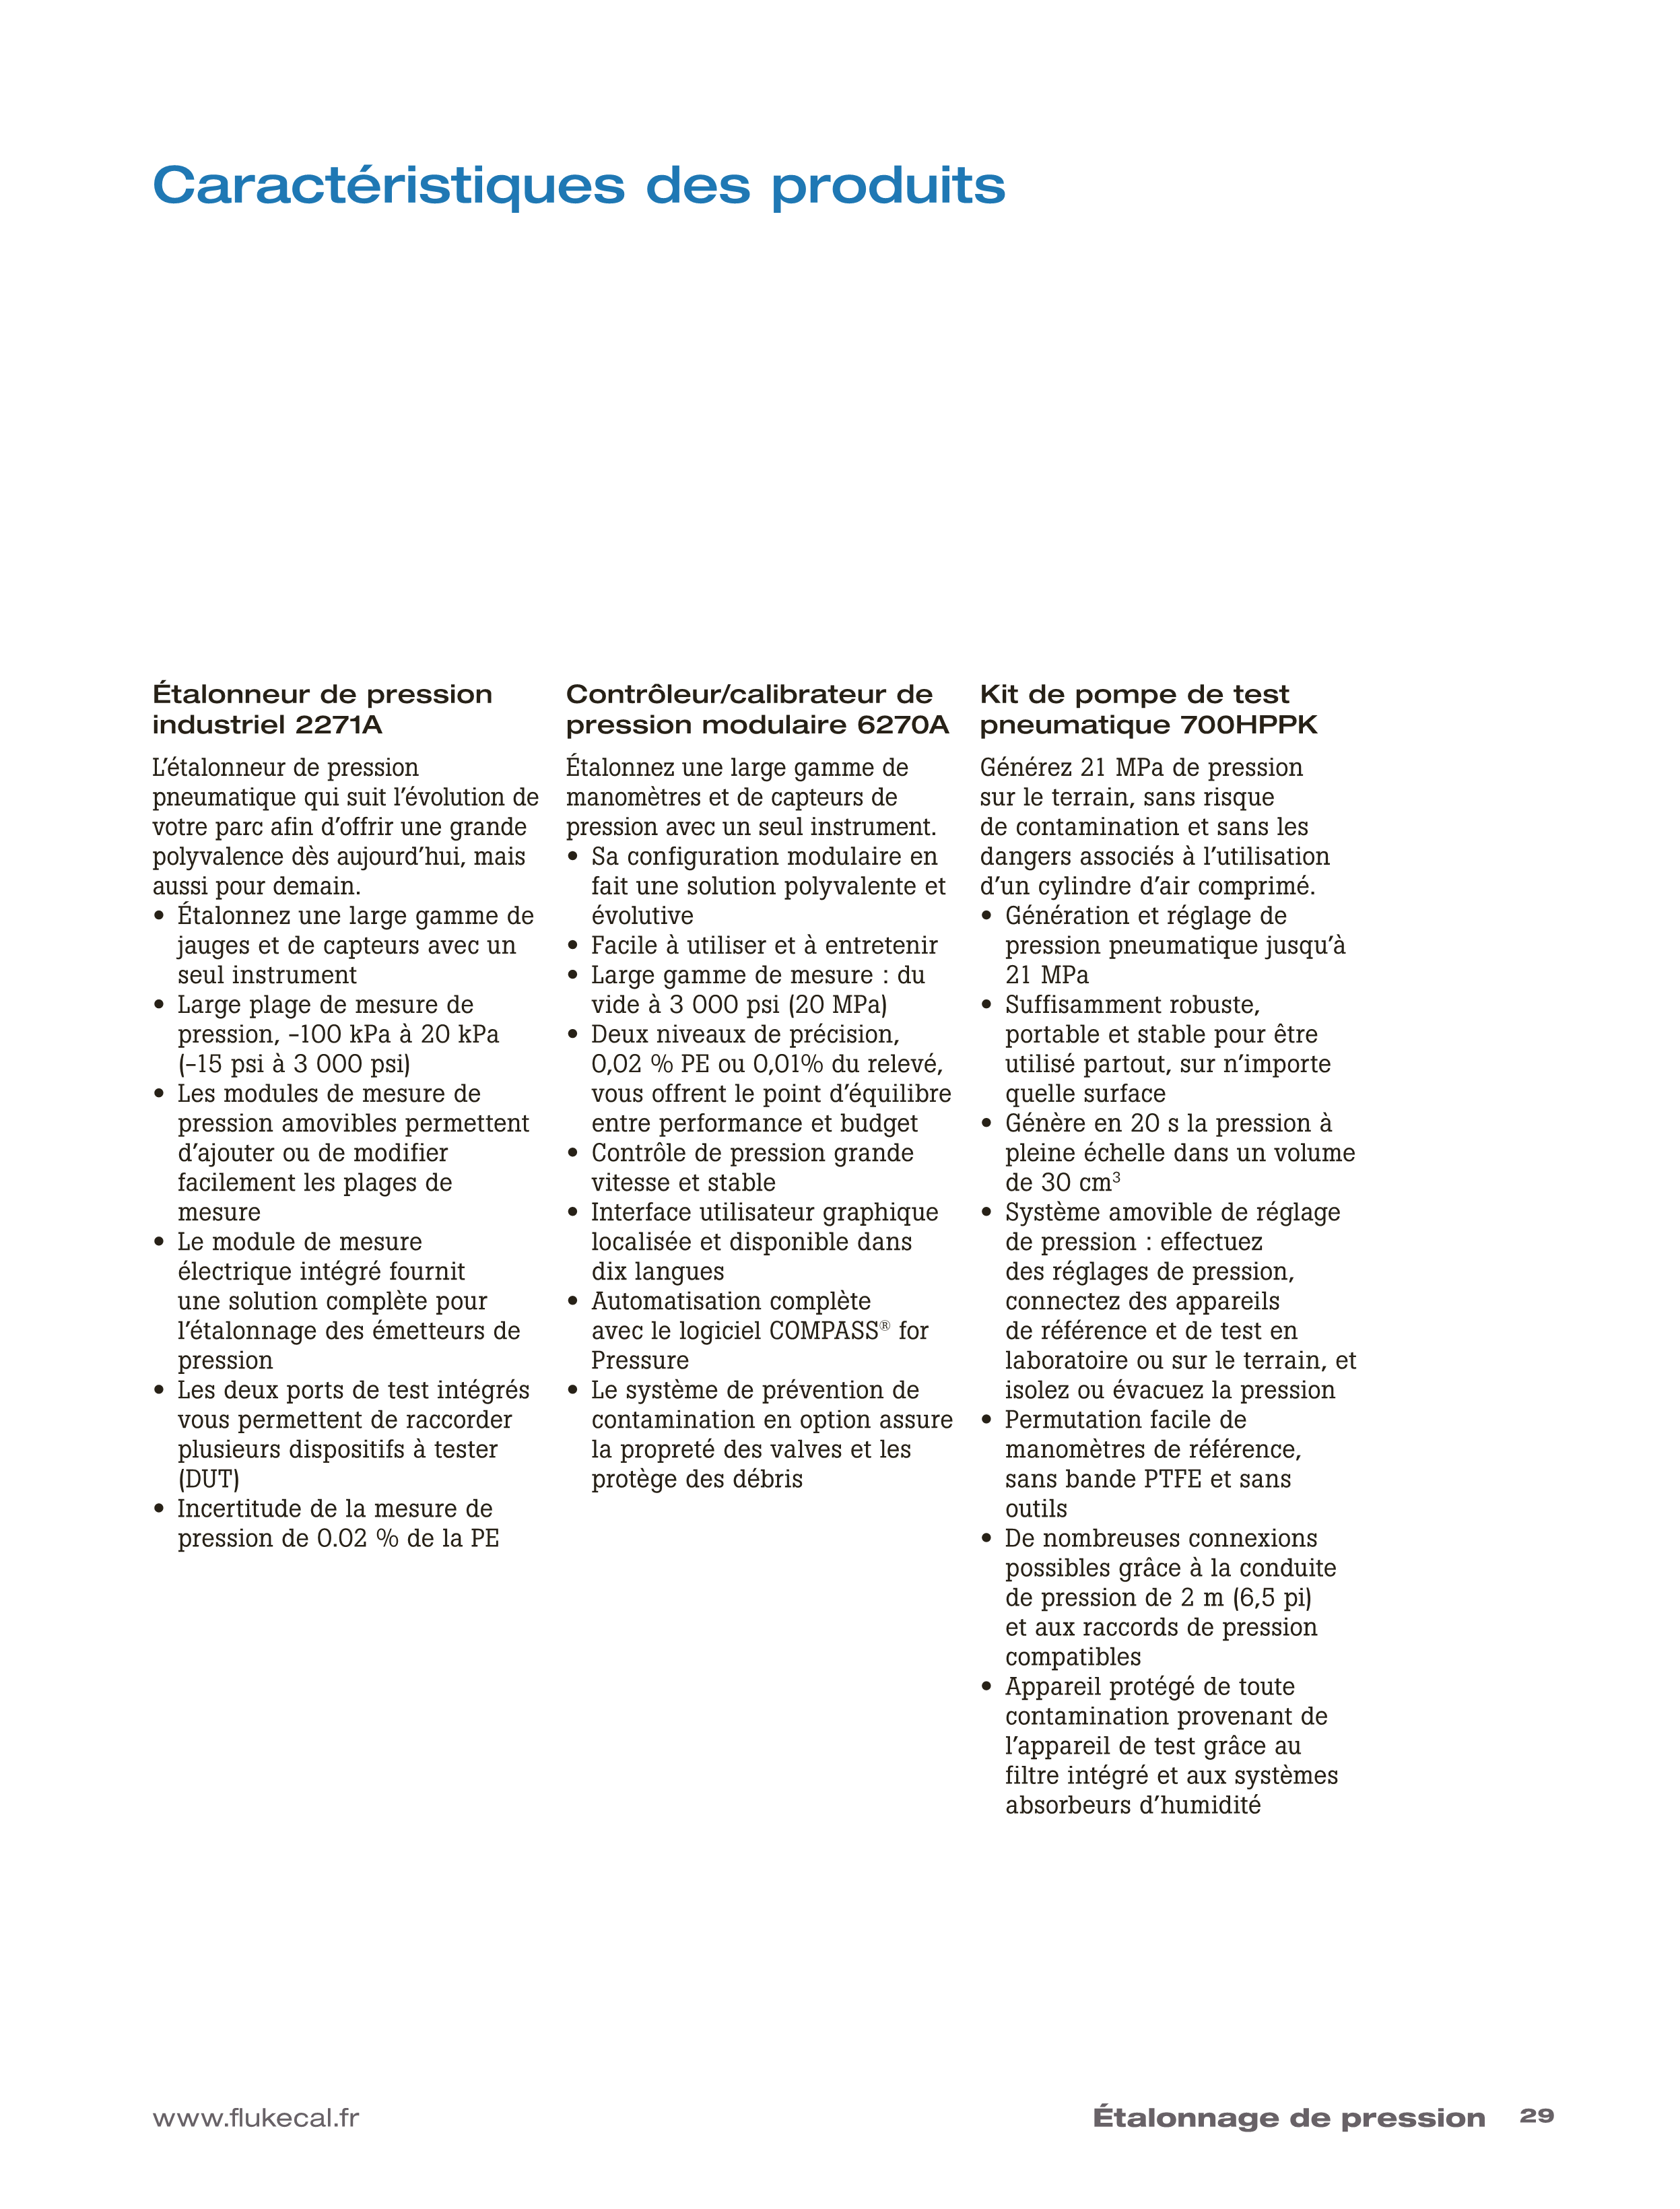 Caractéristiques des produits
Étalonneur de pression
industriel 2271A
L’étalonneur de pression
pneumatique qui suit l’évolution de
votre parc afin d’offrir une grande
polyvalence dès aujourd’hui, mais
aussi pour demain.
• Étalonnez une large gamme de
jauges et de capteurs avec un
seul instrument
• Large plage de mesure de
pression, –100 kPa à 20 kPa
(–15 psi à 3 000 psi)
• Les modules de mesure de
pression amovibles permettent
d’ajouter ou de modifier
facilement les plages de
mesure
• Le module de mesure
électrique intégré fournit
une solution complète pour
l’étalonnage des émetteurs de
pression
• Les deux ports de test intégrés
vous permettent de raccorder
plusieurs dispositifs à tester
(DUT)
• Incertitude de la mesure de
pression de 0.02 % de la PE
Contrôleur/calibrateur de
pression modulaire 6270A
Étalonnez une large gamme de
manomètres et de capteurs de
pression avec un seul instrument.
• Sa configuration modulaire en
fait une solution polyvalente et
évolutive
• Facile à utiliser et à entretenir
• Large gamme de mesure : du
vide à 3 000 psi (20 MPa)
• Deux niveaux de précision,
0,02 % PE ou 0,01% du relevé,
vous offrent le point d’équilibre
entre performance et budget
• Contrôle de pression grande
vitesse et stable
• Interface utilisateur graphique
localisée et disponible dans
dix langues
• Automatisation complète
avec le logiciel COMPASS® for
Pressure
• Le système de prévention de
contamination en option assure
la propreté des valves et les
protège des débris
Kit de pompe de test
pneumatique 700HPPK
Générez 21 MPa de pression
sur le terrain, sans risque
de contamination et sans les
dangers associés à l’utilisation
d’un cylindre d’air comprimé.
• Génération et réglage de
pression pneumatique jusqu’à
21 MPa
• Suffisamment robuste,
portable et stable pour être
utilisé partout, sur n’importe
quelle surface
• Génère en 20 s la pression à
pleine échelle dans un volume
de 30 cm³
• Système amovible de réglage
de pression : effectuez
des réglages de pression,
connectez des appareils
de référence et de test en
laboratoire ou sur le terrain, et
isolez ou évacuez la pression
• Permutation facile de
manomètres de référence,
sans bande PTFE et sans
outils
• De nombreuses connexions
possibles grâce à la conduite
de pression de 2 m (6,5 pi)
et aux raccords de pression
compatibles
• Appareil protégé de toute
contamination provenant de
l’appareil de test grâce au
filtre intégré et aux systèmes
absorbeurs d’humidité
www.flukecal.fr
Étalonnage de pression 29